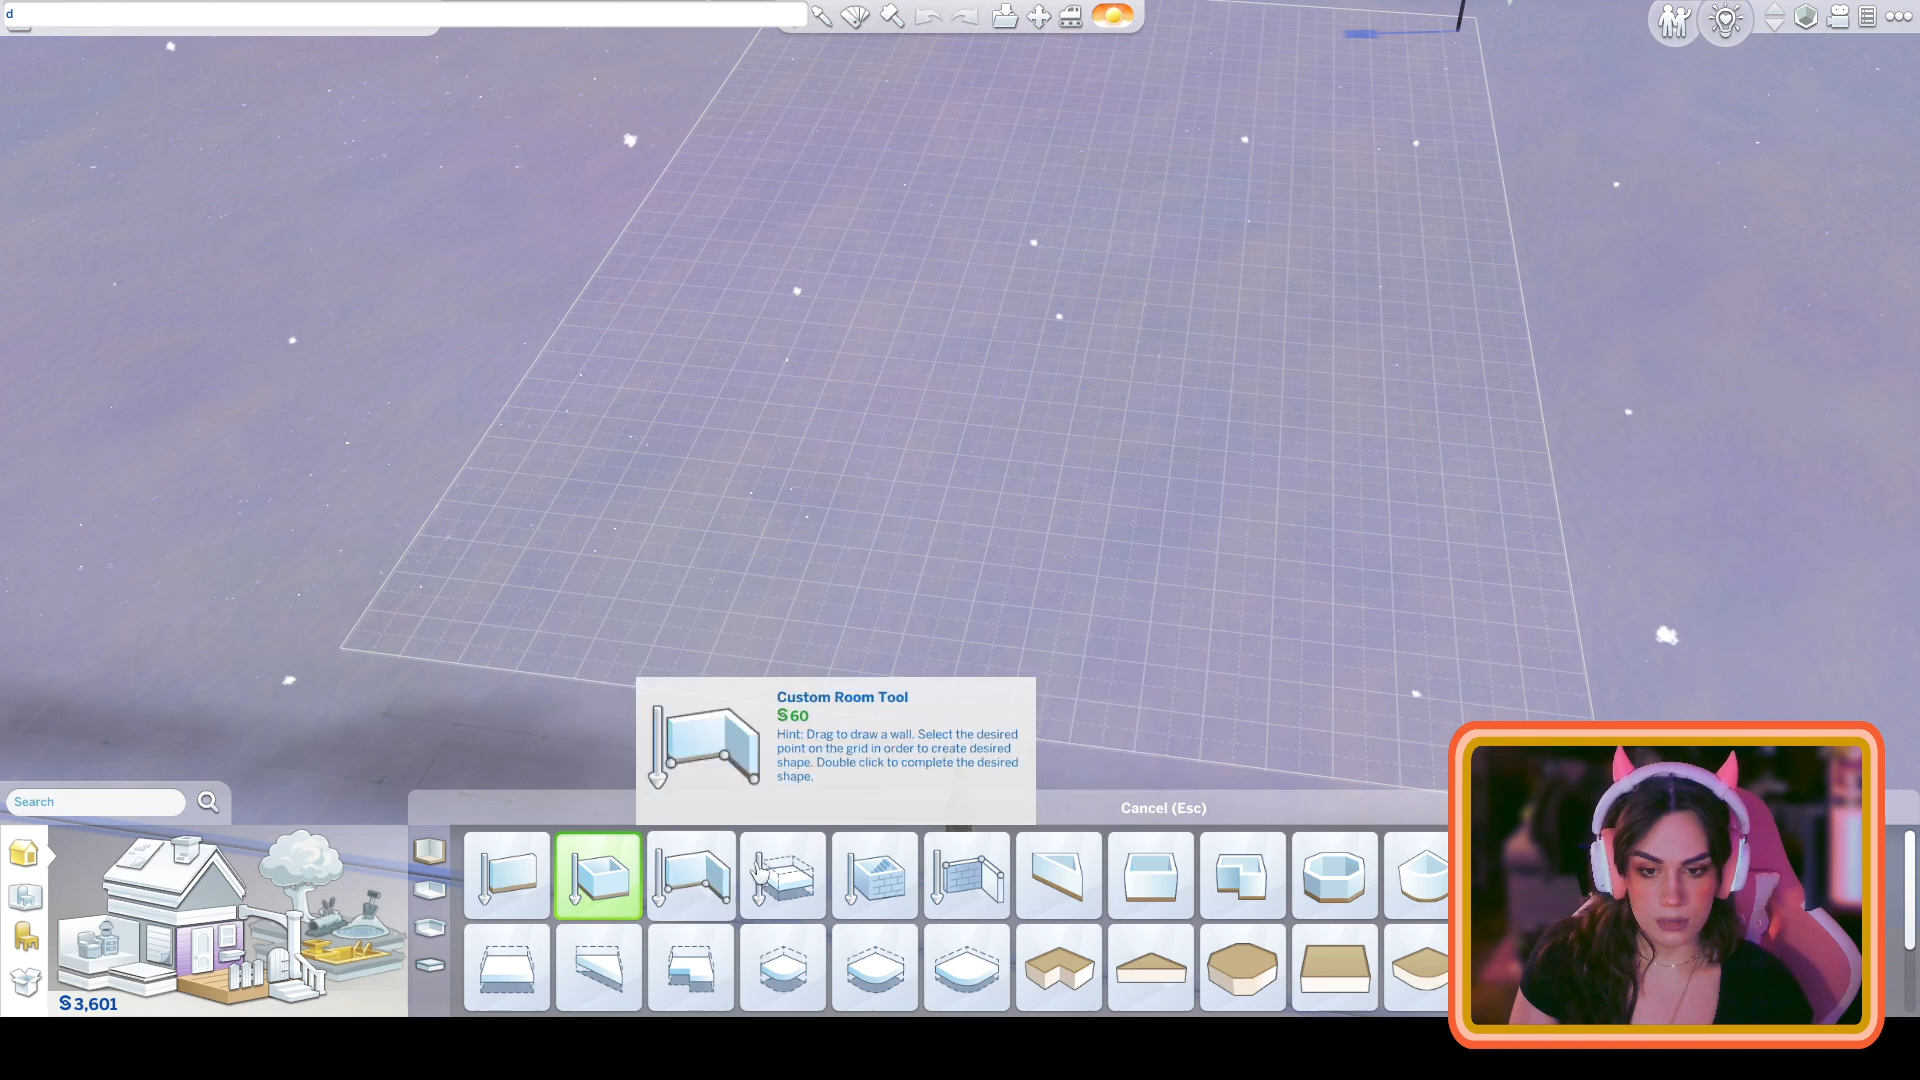 d
Custom Room Tool
§60
Hint: Drag to draw a wall. Select the desired
point on the grid in order to create desired
shape. Double click to complete the desired
shape.
Search
Cancel (Esc)
§3,601